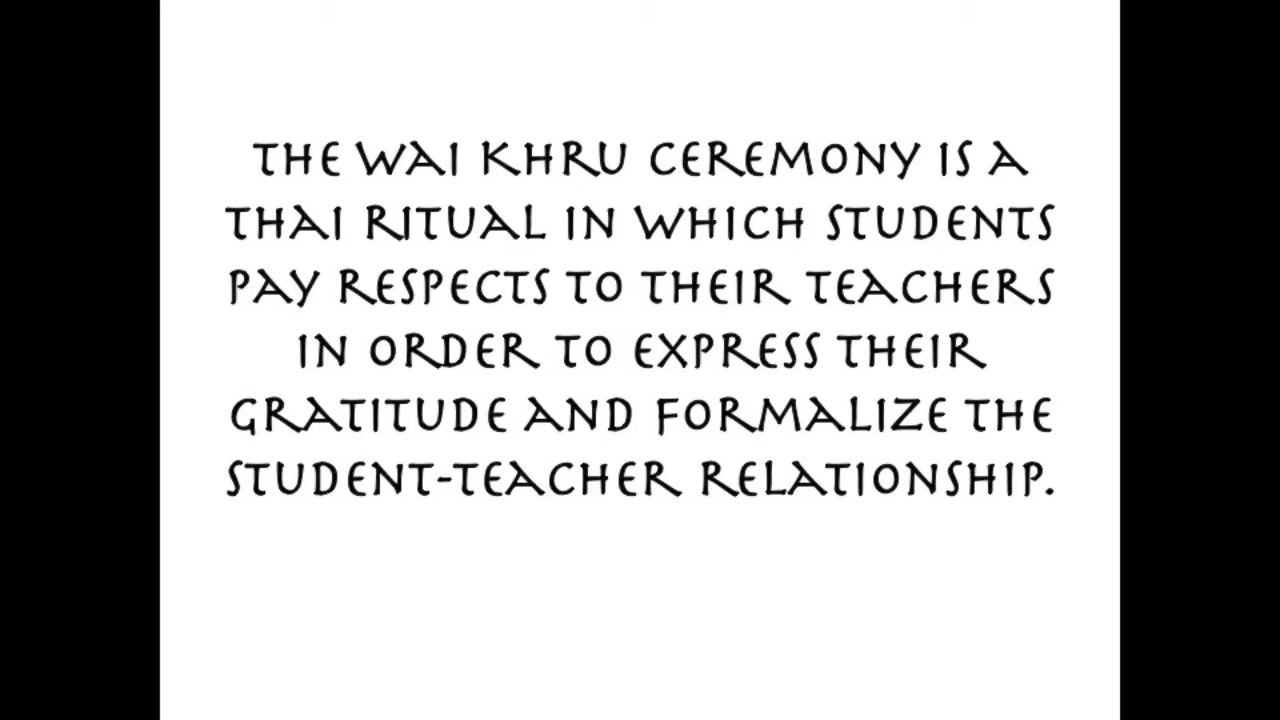 THE WAI KHRU CEREMONY IS A
THAI RITUAL IN WHICH STUDENTS
PAY RESPECTS TO THEIR TEACHERS
IN ORDER TO EXPRESS THEIR
GRATITUDE AND FORMALIZE THE
STUDENT-TEACHER RELATIONSHIP.